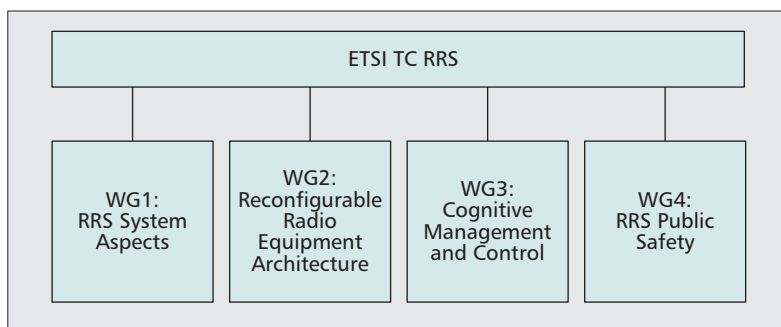 ETSI TC RRS
WG1:
RRS System
Aspects
WG2:
Reconfigurable
Radio
Equipment
Architecture
WG3:
Cognitive
Management
and Control
WG4:
RRS Public
Safety